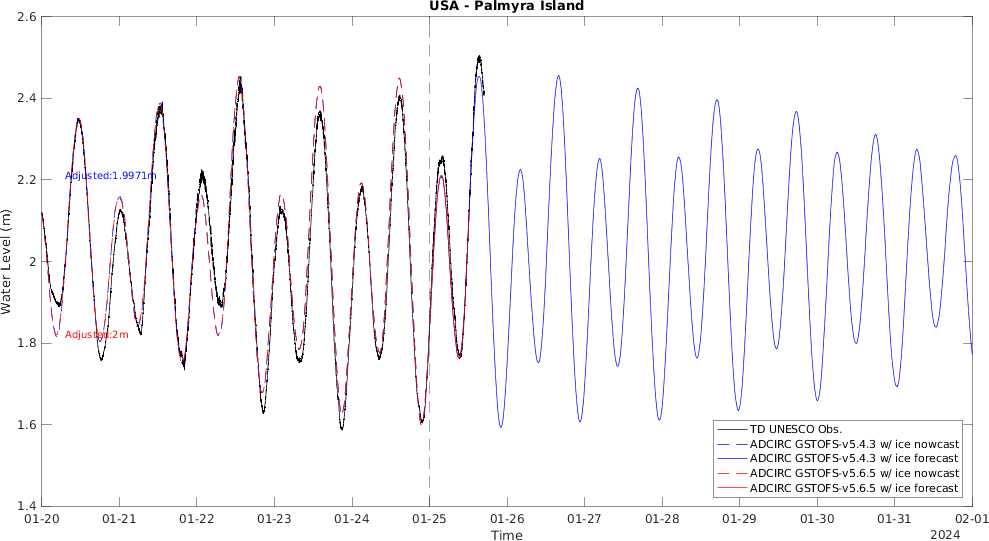 USA - Palmyra Island
2.6
2.4
2.2
2
1.8
1.6
1.4
Water Level (m)
Adjusted:1.9971m
Adjusted:2m
TD UNESCO Obs.
ADCIRC GSTOFS-v5.4.3 w/ ice nowcast
ADCIRC GSTOFS-v5.4.3 w/ ice forecast
ADCIRC GSTOFS-v5.6.5 w/ ice nowcast
ADCIRC GSTOFS-v5.6.5 w/ ice forecast
01-20 01-21 01-22 01-23 01-24 01-25 01-26 01-27 01-28 01-29 01-30 01-31 02-01
Time
2024